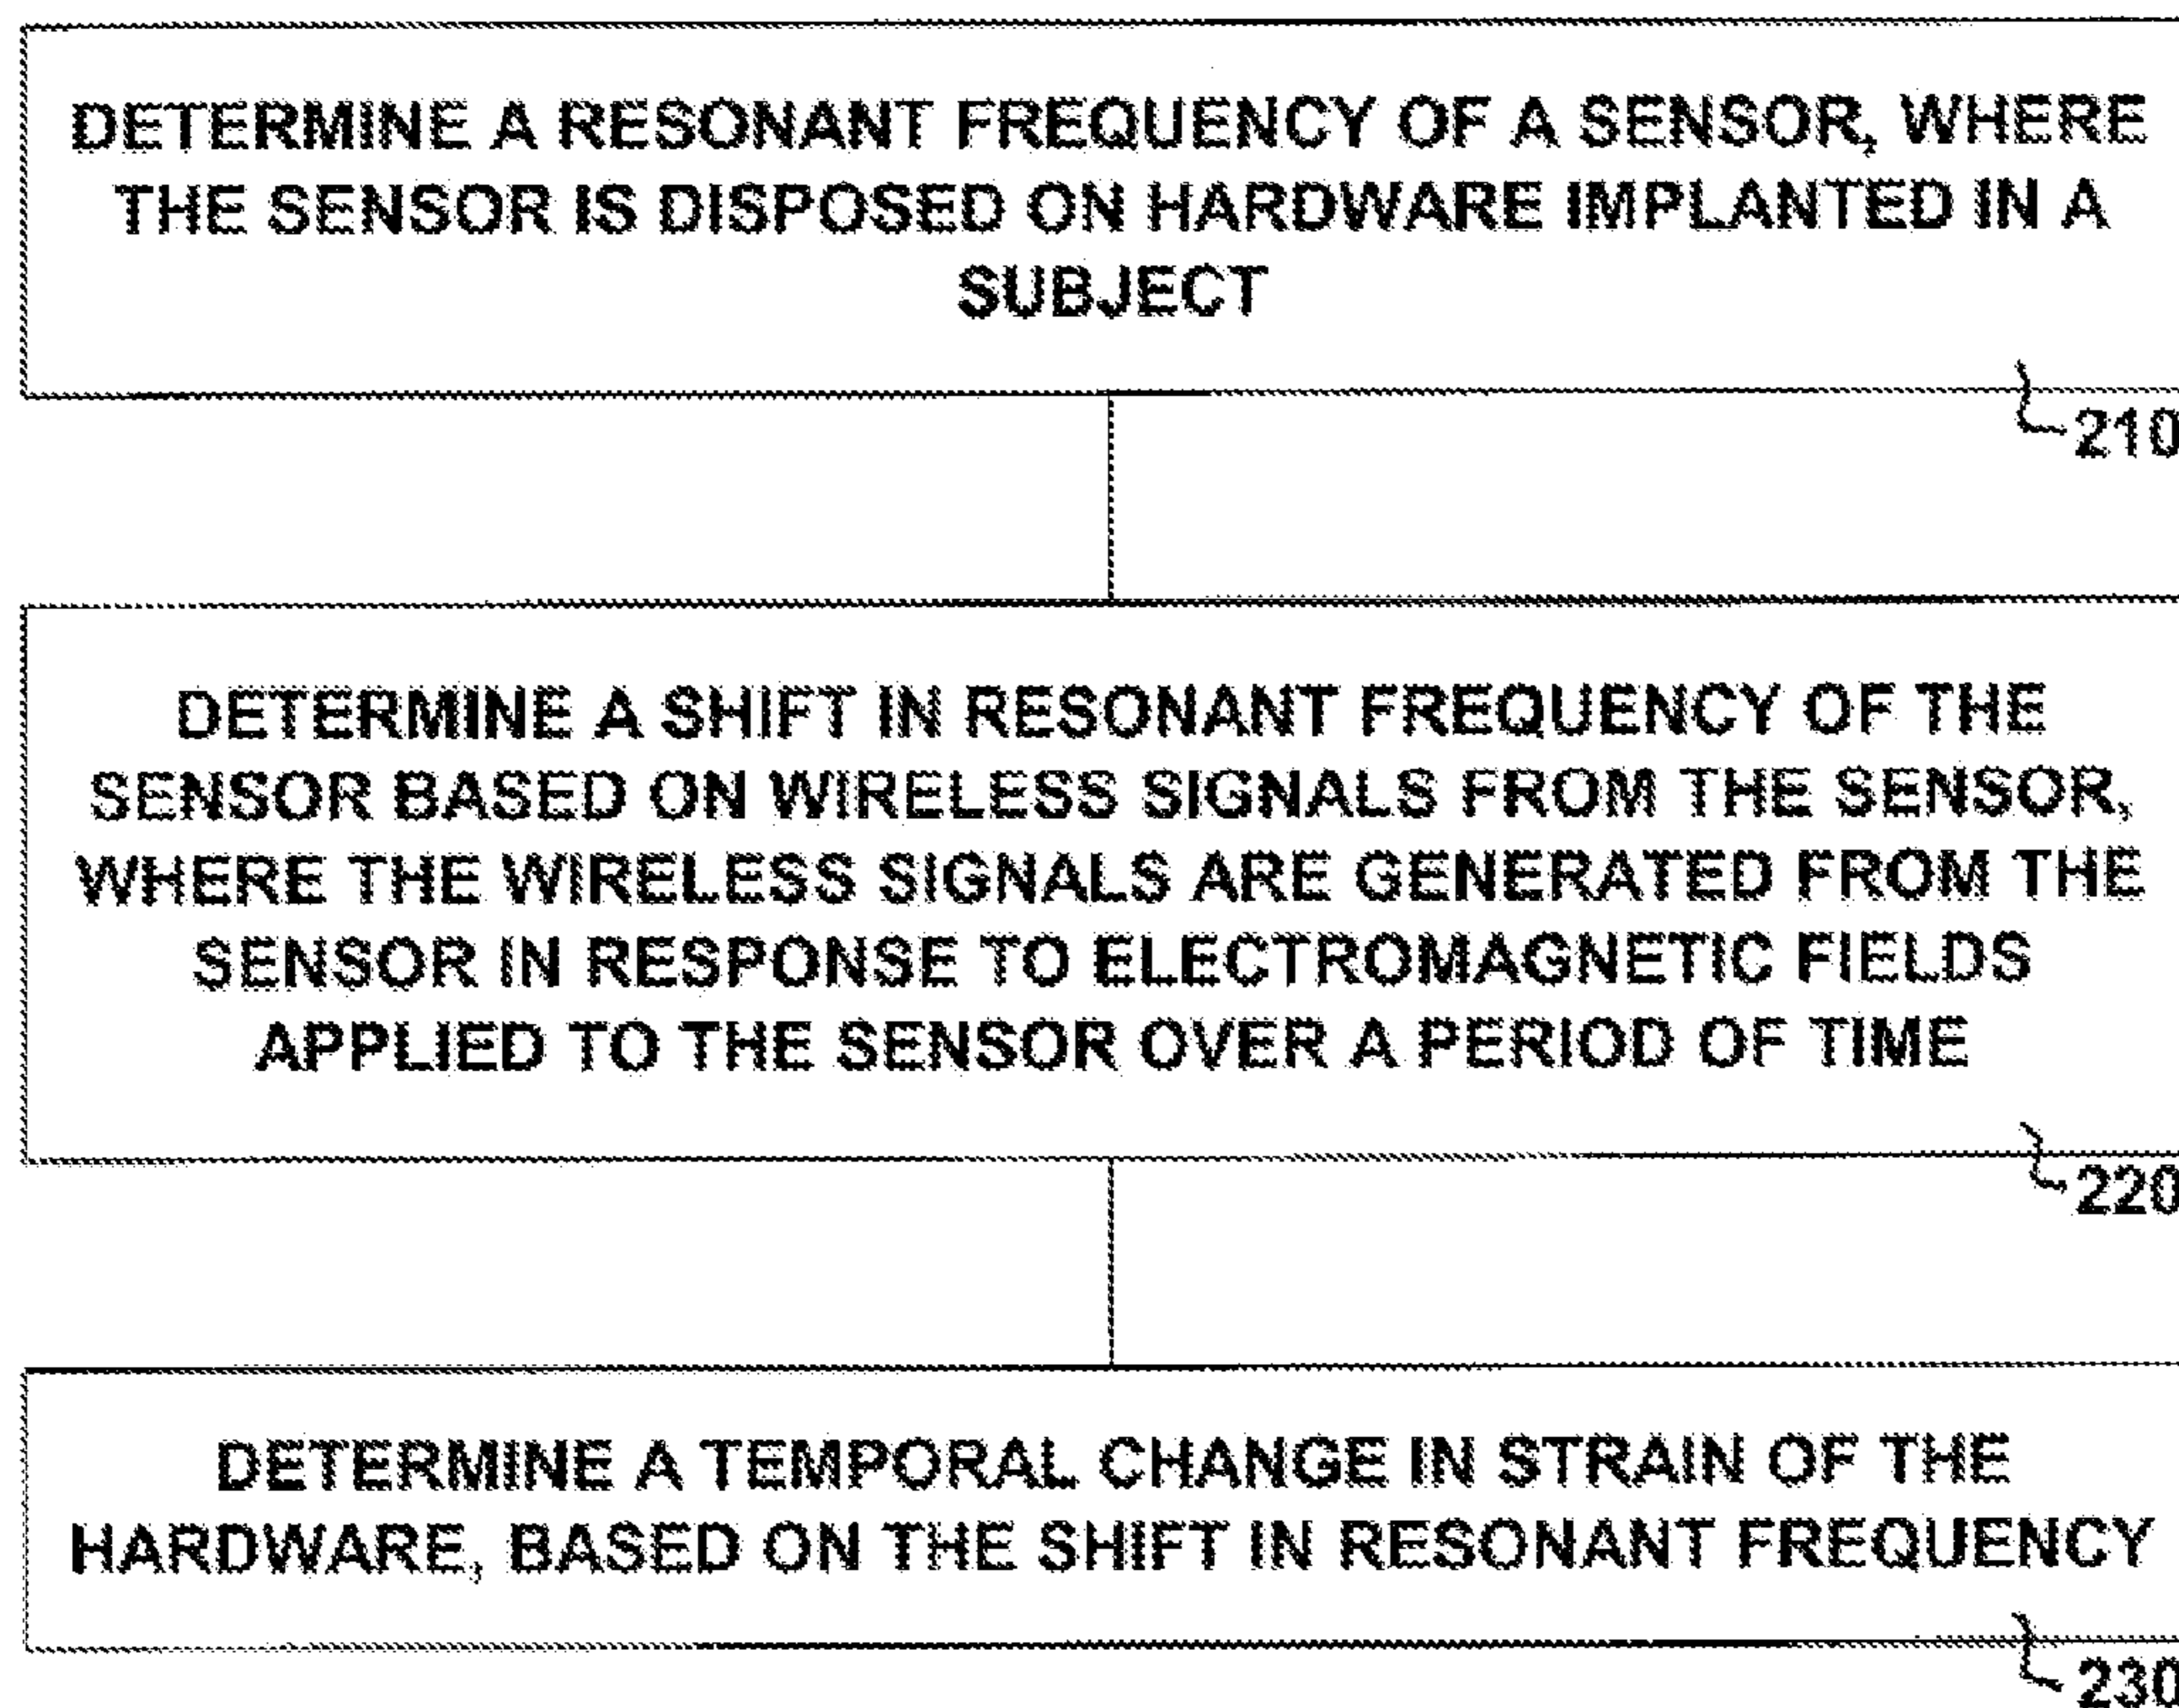 DETERMINE A RESONANT FREQUENCY OF A SENSOR, WHERE
THE SENSOR IS DISPOSED ON HARDWARE IMPLANTED IN A
SUBJECT
210
DETERMINE A SHIFT IN RESONANT FREQUENCY OF THE
SENSOR BASED ON WIRELESS SIGNALS FROM THE SENSOR,
WHERE THE WIRELESS SIGNALS ARE GENERATED FROM THE
SENSOR IN RESPONSE TO ELECTROMAGNETIC FIELDS
APPLIED TO THE SENSOR OVER A PERIOD OF TIME
220
DETERMINE A TEMPORAL CHANGE IN STRAIN OF THE
HARDWARE, BASED ON THE SHIFT IN RESONANT FREQUENCY
230